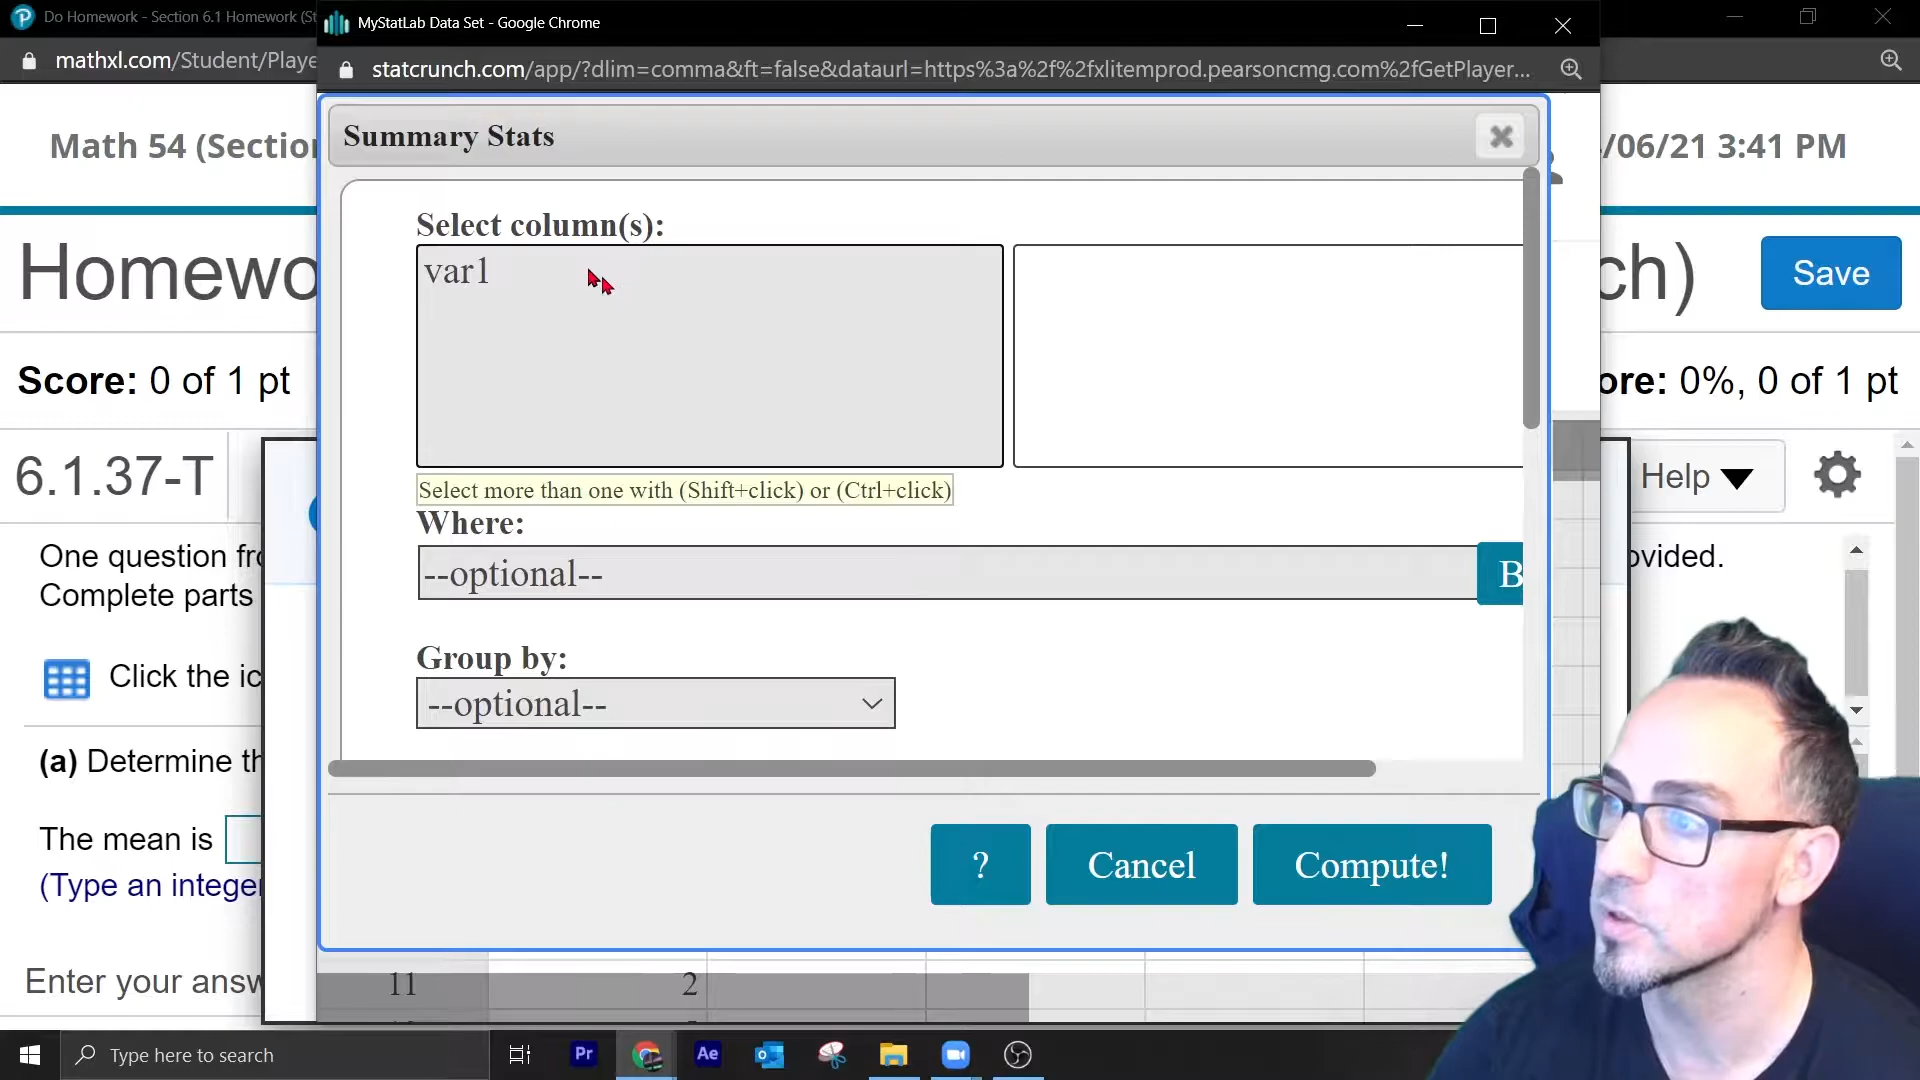 Do Homework - Section 6.1 Homework (St
MyStatLab Data Set - Google Chrome
mathxl.com/Student/Playe
statcrunch.com/app/?dlim=comma&ft=false&dataurl=https%3a%2f%2fxlitemprod.pearsoncmg.com%2fGetPlayer...
Math 54 (Section
/06/21 3:41 PM
Summary Stats
Homewo
ch)
Save
Select column(s):
var1
Score: 0 of 1 pt
ore: 0%, 0 of 1 pt
6.1.37-T
Help
Select more than one with (Shift+click) or (Ctrl+click)
Where:
--optional--
B
One question fro
ovided.
Complete parts
Group by:
--optional--
Click the ic
(a) Determine th
The mean is
(Type an integer
?
Cancel
Compute!
Enter your answ
11
2
Type here to search
Pr
Ae